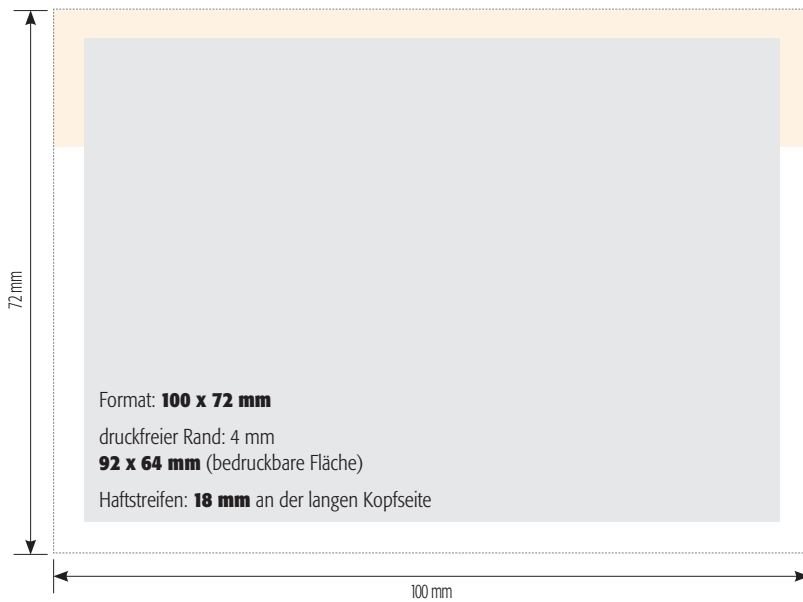 72 mm
Format: 100 x 72 mm
druckfreier Rand: 4 mm
92 x 64 mm (bedruckbare Fläche)
Haftstreifen: 18 mm an der langen Kopfseite
100 mm